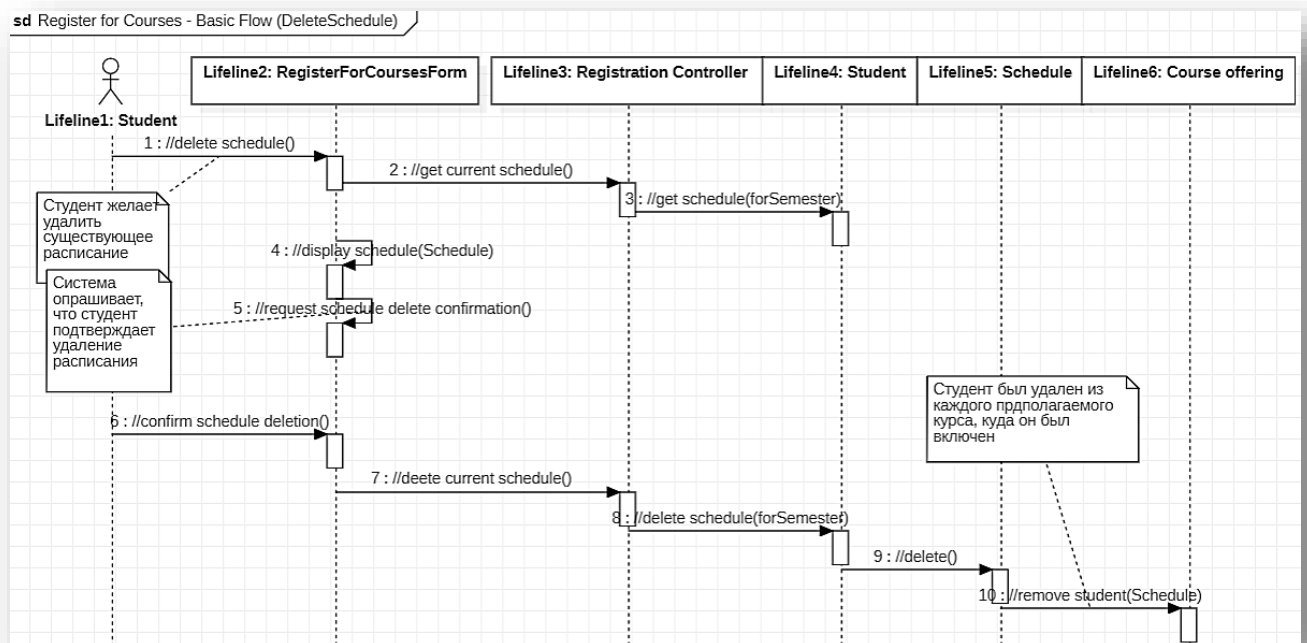 sd Register for Courses - Basic Flow (DeleteSchedule)
Lifeline2: RegisterForCoursesForm
Lifeline3: Registration Controller
Lifeline4: Student
Lifeline5: Schedule
Lifeline6: Course offering
Lifeline1: Student
1 : //delete schedule()
2 : //get current schedule()
3 : //get schedule(forSemester)
Студент желает
удалить
существующее
расписание
4 : //display schedule(Schedule)
Система
опрашивает,
что студент
подтверждает
удаление
расписания
5 : //request schedule delete confirmation()
Студент был удален из
каждого прдполагаемого
курса, куда он был
включен
6 : //confirm schedule deletion()
7 : //deete current schedule()
8 : //delete schedule(forSemester)
9 : //delete()
10 : //remove student(Schedule)